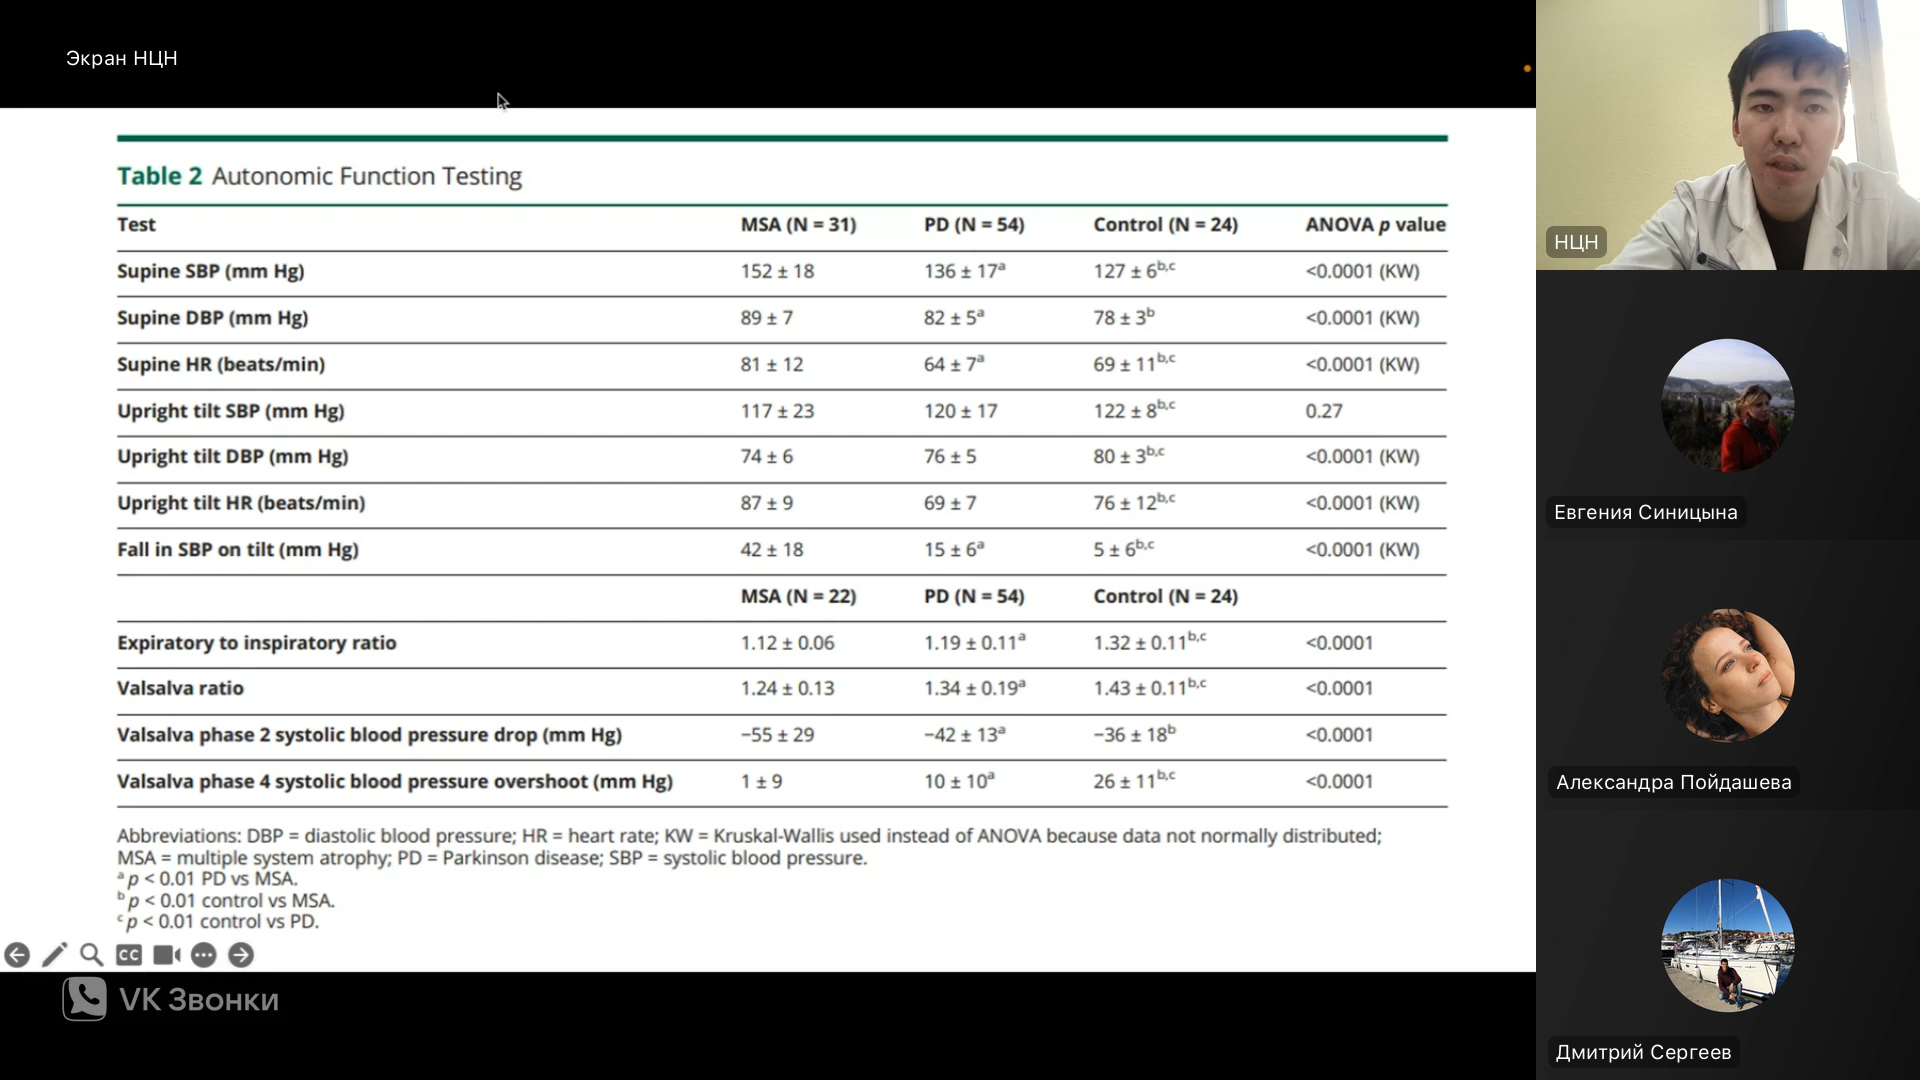 Экран НЦН
Table 2 Autonomic Function Testing
Test MSA (N = 31) PD (N = 54) Control (N = 24) ANOVA p value
Supine SBP (mm Hg) 152 ± 18 136 ± 17ᵃ 127 ± 6ᵇ,ᶜ <0.0001 (KW)
Supine DBP (mm Hg) 89 ± 7 82 ± 5ᵃ 78 ± 3ᵇ <0.0001 (KW)
Supine HR (beats/min) 81 ± 12 64 ± 7ᵃ 69 ± 11ᵇ,ᶜ <0.0001 (KW)
Upright tilt SBP (mm Hg) 117 ± 23 120 ± 17 122 ± 8ᵇ,ᶜ 0.27
Upright tilt DBP (mm Hg) 74 ± 6 76 ± 5 80 ± 3ᵇ,ᶜ <0.0001 (KW)
Upright tilt HR (beats/min) 87 ± 9 69 ± 7 76 ± 12ᵇ,ᶜ <0.0001 (KW)
Fall in SBP on tilt (mm Hg) 42 ± 18 15 ± 6ᵃ 5 ± 6ᵇ,ᶜ <0.0001 (KW)
MSA (N = 22) PD (N = 54) Control (N = 24)
Expiratory to inspiratory ratio 1.12 ± 0.06 1.19 ± 0.11ᵃ 1.32 ± 0.11ᵇ,ᶜ <0.0001
Valsalva ratio 1.24 ± 0.13 1.34 ± 0.19ᵃ 1.43 ± 0.11ᵇ,ᶜ <0.0001
Valsalva phase 2 systolic blood pressure drop (mm Hg) −55 ± 29 −42 ± 13ᵃ −36 ± 18ᵇ <0.0001
Valsalva phase 4 systolic blood pressure overshoot (mm Hg) 1 ± 9 10 ± 10ᵃ 26 ± 11ᵇ,ᶜ <0.0001
Abbreviations: DBP = diastolic blood pressure; HR = heart rate; KW = Kruskal-Wallis used instead of ANOVA because data not normally distributed;
MSA = multiple system atrophy; PD = Parkinson disease; SBP = systolic blood pressure.
ᵃ p < 0.01 PD vs MSA.
ᵇ p < 0.01 control vs MSA.
ᶜ p < 0.01 control vs PD.
CC
VK Звонки
НЦН
Евгения Синицына
Александра Пойдашева
Дмитрий Сергеев